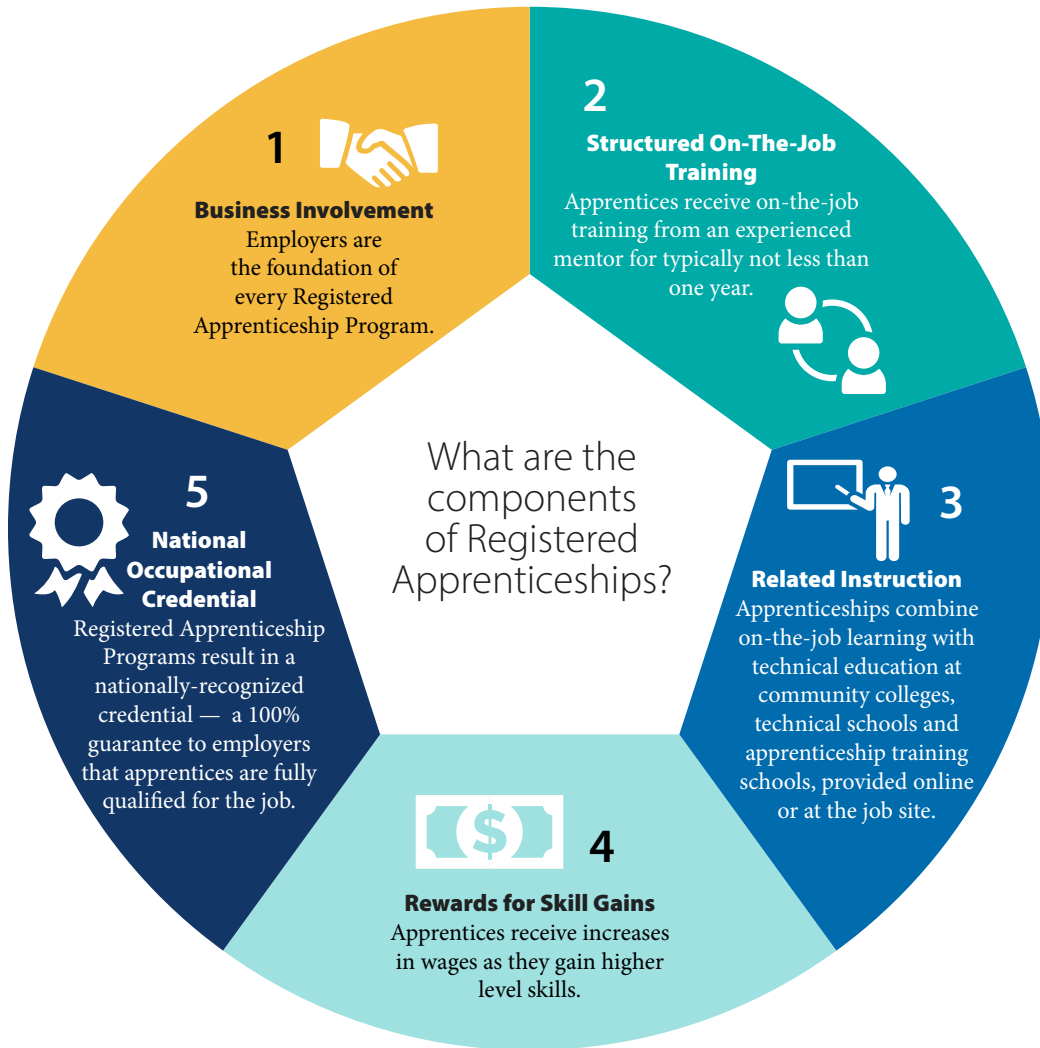 What are the
components
of Registered
Apprenticeships?
1
Business Involvement
Employers are
the foundation of
every Registered
Apprenticeship Program.
2
Structured On-The-Job
Training
Apprentices receive on-the-job
training from an experienced
mentor for typically not less than
one year.
3
Related Instruction
Apprenticeships combine
on-the-job learning with
technical education at
community colleges,
technical schools and
apprenticeship training
schools, provided online
or at the job site.
$
4
Rewards for Skill Gains
Apprentices receive increases
in wages as they gain higher
level skills.
5
National
Occupational
Credential
Registered Apprenticeship
Programs result in a
nationally-recognized
credential — a 100%
guarantee to employers
that apprentices are fully
qualified for the job.